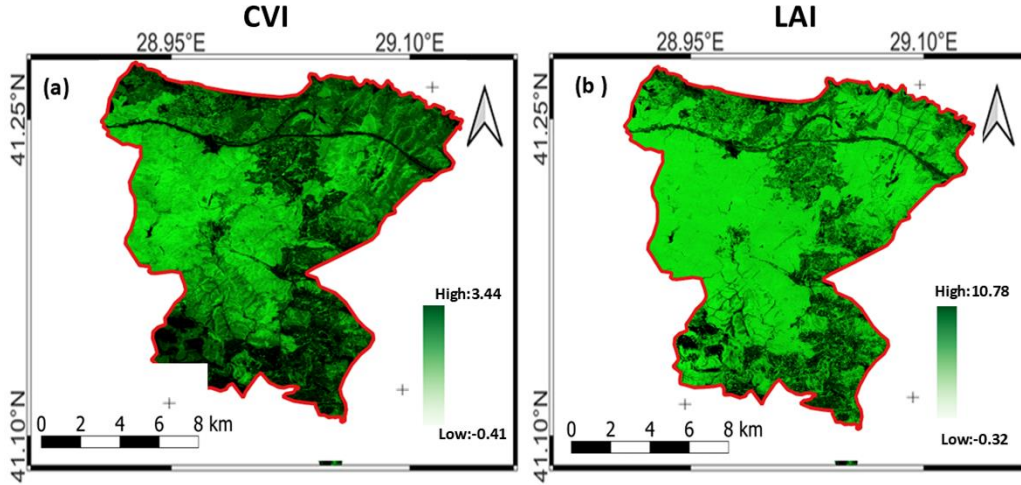 CVI
28.95°E 29.10°E
(a)
41.25°N
High:3.44
Low:-0.41
0 2 4 6 8 km
41.10°N
LAI
28.95°E 29.10°E
(b )
41.25°N
High:10.78
Low:-0.32
0 2 4 6 8 km
41.10°N